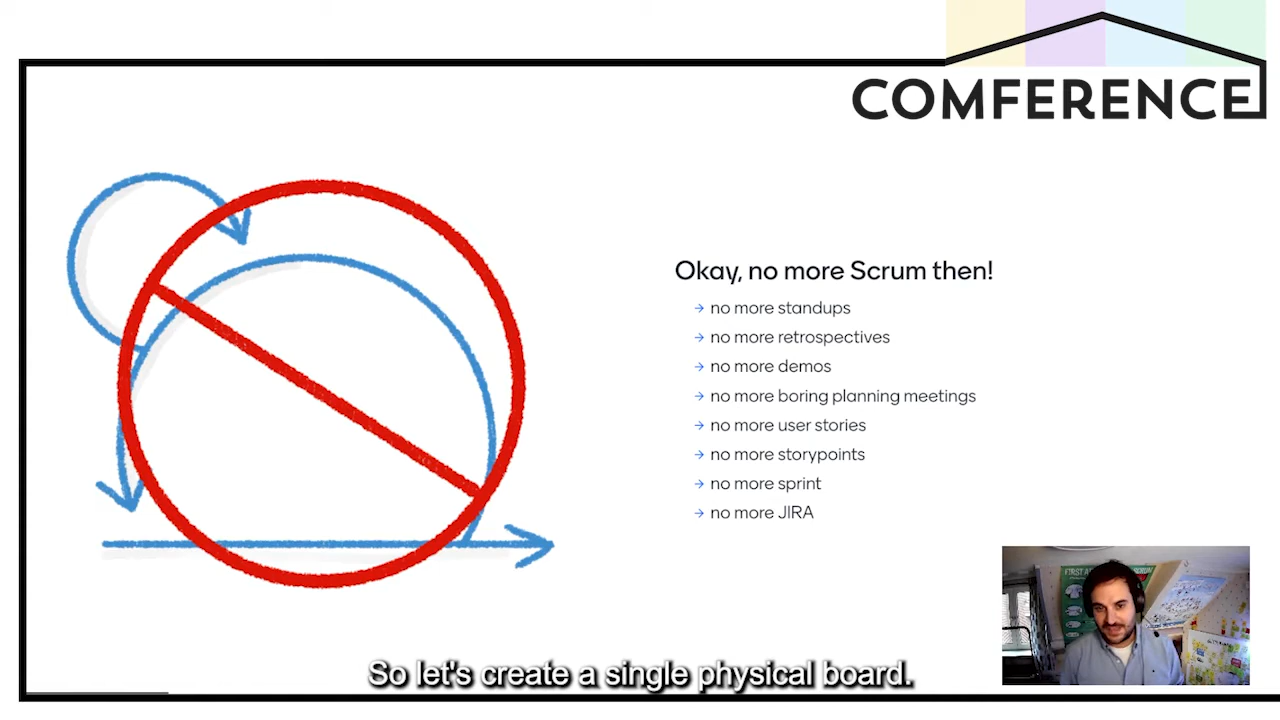 COMFERENCE
Okay, no more Scrum then!
→ no more standups
→ no more retrospectives
→ no more demos
→ no more boring planning meetings
→ no more user stories
→ no more storypoints
→ no more sprint
→ no more JIRA
FIRST A
So let's create a single physical board.